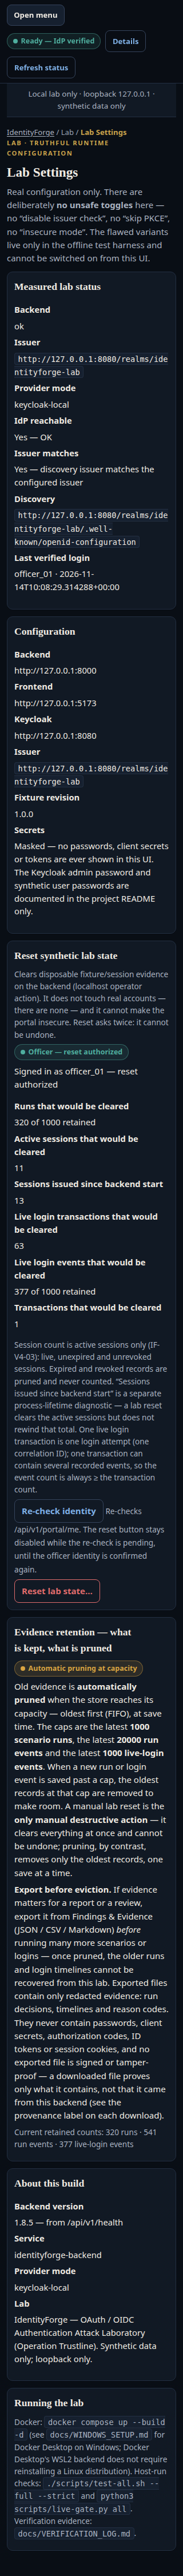 Open menu
Ready — IdP verified
Details
Refresh status
Local lab only · loopback 127.0.0.1 ·
synthetic data only
IdentityForge / Lab / Lab Settings
LAB · TRUTHFUL RUNTIME
CONFIGURATION
Lab Settings
Real configuration only. There are
deliberately no unsafe toggles here —
no “disable issuer check”, no “skip PKCE”,
no “insecure mode”. The flawed variants
live only in the offline test harness and
cannot be switched on from this UI.
Measured lab status
Backend
ok
Issuer
http://127.0.0.1:8080/realms/ide
ntityforge-lab
Provider mode
keycloak-local
IdP reachable
Yes — OK
Issuer matches
Yes — discovery issuer matches the
configured issuer
Discovery
http://127.0.0.1:8080/realms/ide
ntityforge-lab/.well-
known/openid-configuration
Last verified login
officer_01 · 2026-11-
14T10:08:29.314288+00:00
Configuration
Backend
http://127.0.0.1:8000
Frontend
http://127.0.0.1:5173
Keycloak
http://127.0.0.1:8080
Issuer
http://127.0.0.1:8080/realms/ide
ntityforge-lab
Fixture revision
1.0.0
Secrets
Masked — no passwords, client secrets
or tokens are ever shown in this UI.
The Keycloak admin password and
synthetic user passwords are
documented in the project README
only.
Reset synthetic lab state
Clears disposable fixture/session evidence
on the backend (localhost operator
action). It does not touch real accounts —
there are none — and it cannot make the
portal insecure. Reset asks twice: it cannot
be undone.
Officer — reset authorized
Signed in as officer_01 — reset
authorized
Runs that would be cleared
320 of 1000 retained
Active sessions that would be
cleared
11
Sessions issued since backend start
13
Live login transactions that would
be cleared
63
Live login events that would be
cleared
377 of 1000 retained
Transactions that would be cleared
1
Session count is active sessions only (IF-
V4-03): live, unexpired and unrevoked
sessions. Expired and revoked records are
pruned and never counted. “Sessions
issued since backend start” is a separate
process-lifetime diagnostic — a lab reset
clears the active sessions but does not
rewind that total. One live login
transaction is one login attempt (one
correlation ID); one transaction can
contain several recorded events, so the
event count is always ≥ the transaction
count.
Re-check identity Re-checks
/api/v1/portal/me. The reset button stays
disabled while the re-check is pending,
until the officer identity is confirmed
again.
Reset lab state...
Evidence retention — what
is kept, what is pruned
Automatic pruning at capacity
Old evidence is automatically
pruned when the store reaches its
capacity — oldest first (FIFO), at save
time. The caps are the latest 1000
scenario runs, the latest 20000 run
events and the latest 1000 live-login
events. When a new run or login
event is saved past a cap, the oldest
records at that cap are removed to
make room. A manual lab reset is the
only manual destructive action — it
clears everything at once and cannot
be undone; pruning, by contrast,
removes only the oldest records, one
save at a time.
Export before eviction. If evidence
matters for a report or a review,
export it from Findings & Evidence
(JSON / CSV / Markdown) before
running many more scenarios or
logins — once pruned, the older runs
and login timelines cannot be
recovered from this lab. Exported files
contain only redacted evidence: run
decisions, timelines and reason codes.
They never contain passwords, client
secrets, authorization codes, ID
tokens or session cookies, and no
exported file is signed or tamper-
proof — a downloaded file proves
only what it contains, not that it came
from this backend (see the
provenance label on each download).
Current retained counts: 320 runs · 541
run events · 377 live-login events
About this build
Backend version
1.8.5 — from /api/v1/health
Service
identityforge-backend
Provider mode
keycloak-local
Lab
IdentityForge — OAuth / OIDC
Authentication Attack Laboratory
(Operation Trustline). Synthetic data
only; loopback only.
Running the lab
Docker: docker compose up --build
-d (see docs/WINDOWS_SETUP.md for
Docker Desktop on Windows; Docker
Desktop's WSL2 backend does not require
reinstalling a Linux distribution). Host-run
checks: ./scripts/test-all.sh --
full --strict and python3
scripts/live-gate.py all.
Verification evidence:
docs/VERIFICATION_LOG.md.